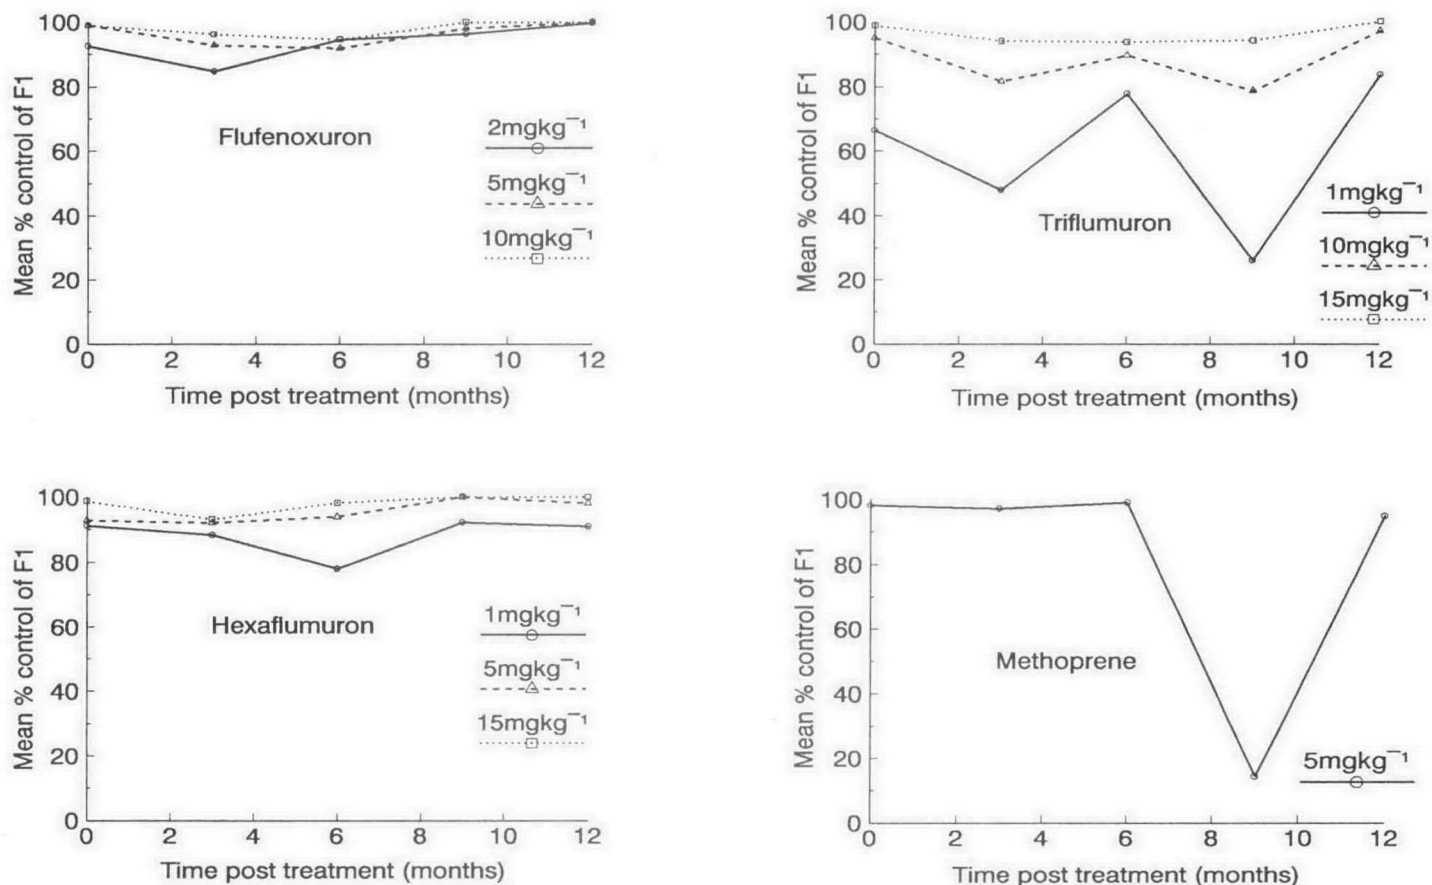 Mean % control of F1
100
80
60
40
20
0
Flufenoxuron
2mgkg⁻¹
5mgkg⁻¹
10mgkg⁻¹
0 2 4 6 8 10 12
Time post treatment (months)
Mean % control of F1
100
80
60
40
20
0
Triflumuron
1mgkg⁻¹
10mgkg⁻¹
15mgkg⁻¹
0 2 4 6 8 10 12
Time post treatment (months)
Mean % control of F1
100
80
60
40
20
0
Hexaflumuron
1mgkg⁻¹
5mgkg⁻¹
15mgkg⁻¹
0 2 4 6 8 10 12
Time post treatment (months)
Mean % control of F1
100
80
60
40
20
0
Methoprene
5mgkg⁻¹
0 2 4 6 8 10 12
Time post treatment (months)